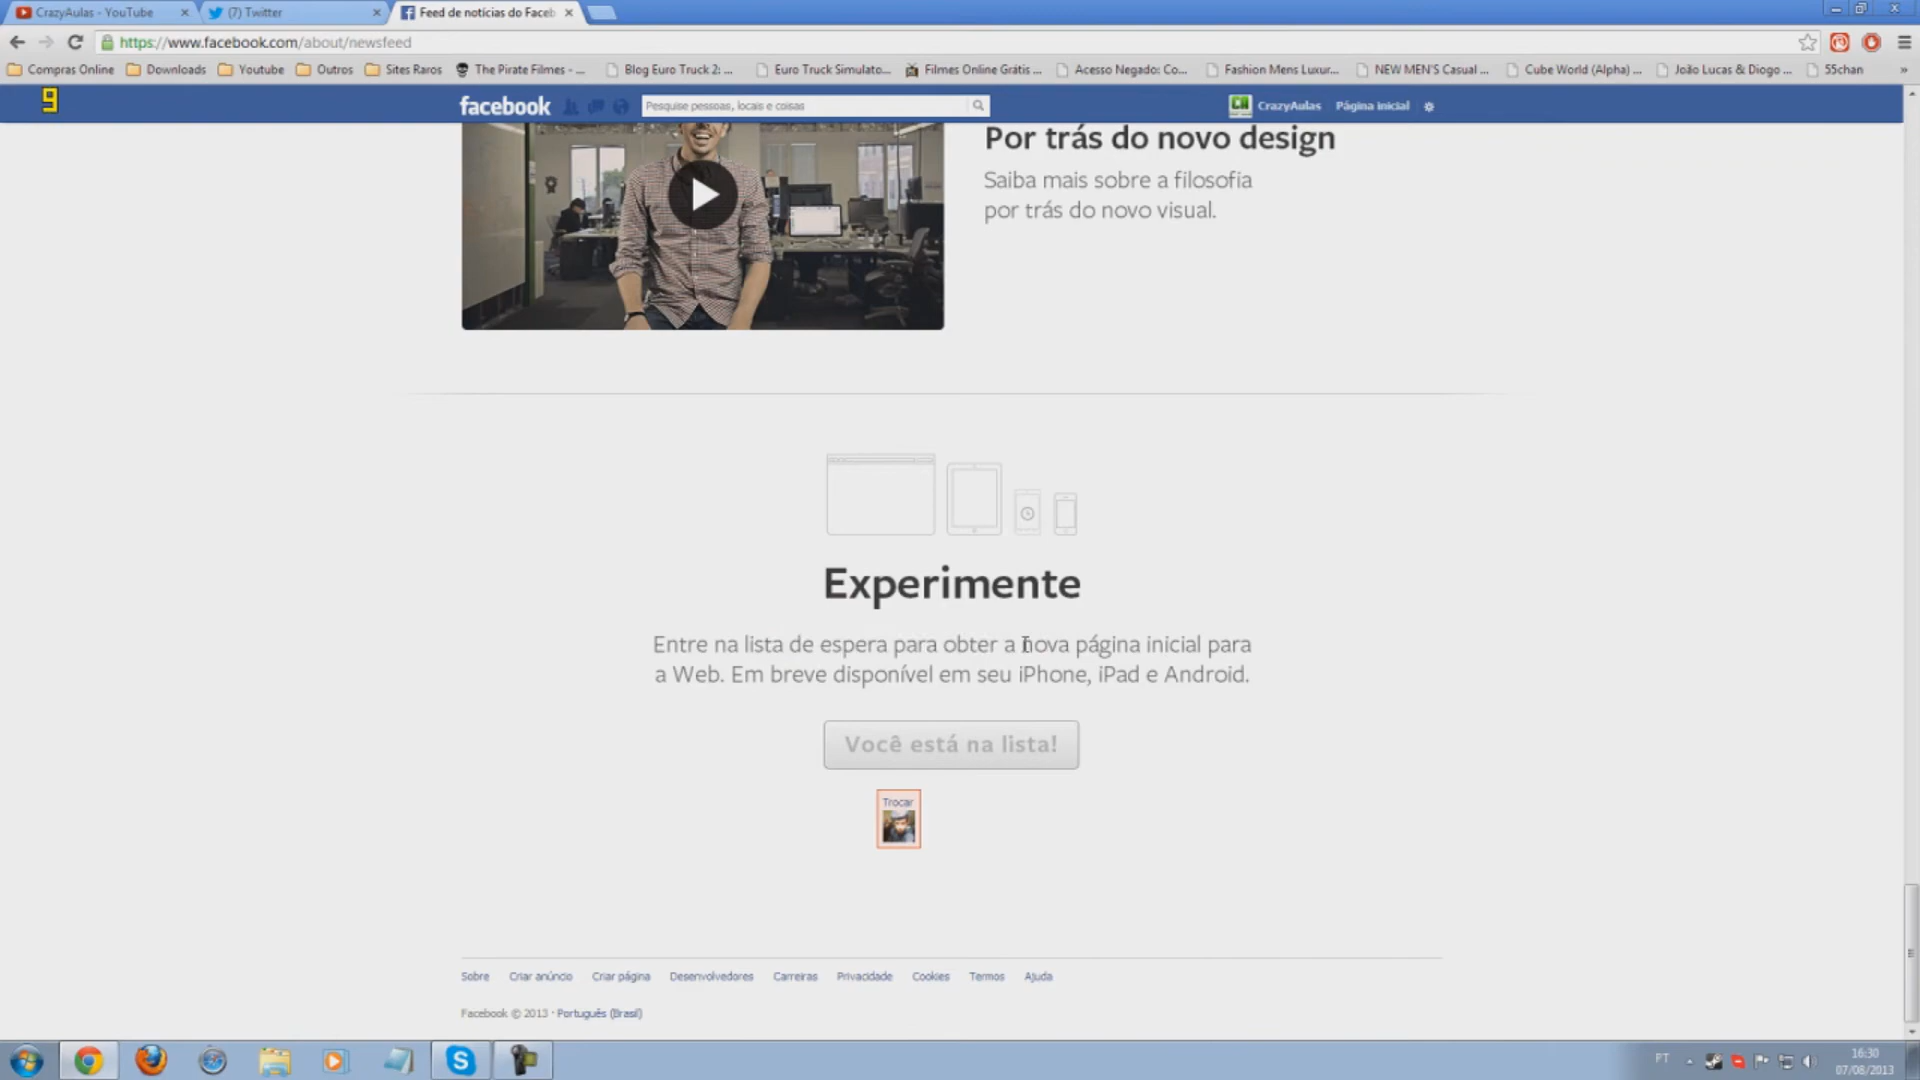 CrazyAulas - YouTube
(7) Twitter
Feed de notícias do Faceb
https://www.facebook.com/about/newsfeed
Compras Online
Downloads
Youtube
Outros
Sites Raros
The Pirate Filmes - ...
Blog Euro Truck 2: ...
Euro Truck Simulato...
Filmes Online Grátis ...
Acesso Negado: Co...
Fashion Mens Luxur...
NEW MEN'S Casual ...
Cube World (Alpha) ...
João Lucas & Diogo ...
55chan
»
9
facebook
Pesquise pessoas, locais e coisas
CrazyAulas
Página inicial
Por trás do novo design
Saiba mais sobre a filosofia
por trás do novo visual.
Experimente
Entre na lista de espera para obter a nova página inicial para
a Web. Em breve disponível em seu iPhone, iPad e Android.
Você está na lista!
Trocar
Sobre
Criar anúncio
Criar página
Desenvolvedores
Carreiras
Privacidade
Cookies
Termos
Ajuda
Facebook © 2013 · Português (Brasil)
PT
16:30
07/08/2013